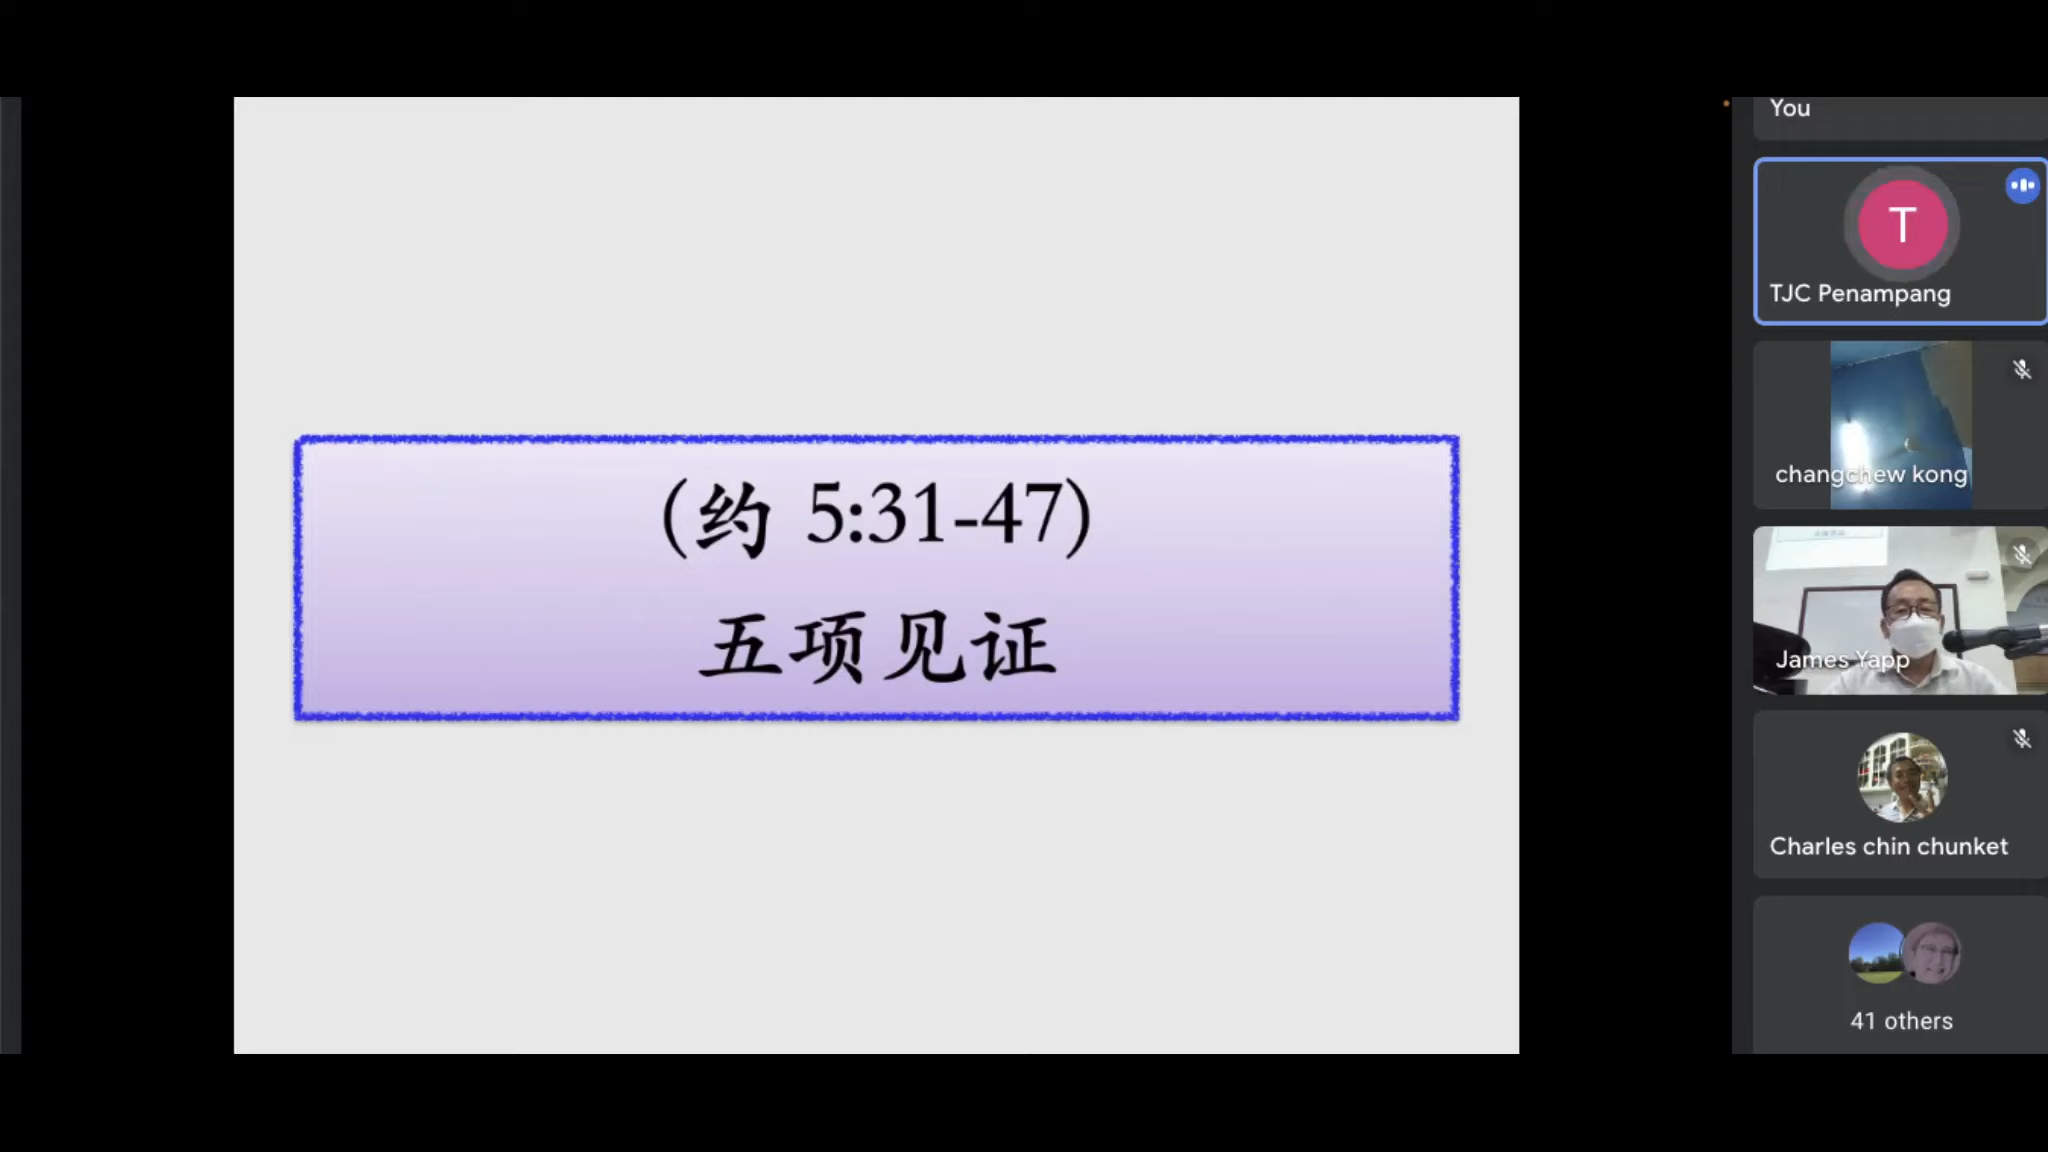 (约 5:31-47)
五项见证
You
T
TJC Penampang
changchew kong
James Yapp
Charles chin chunket
41 others